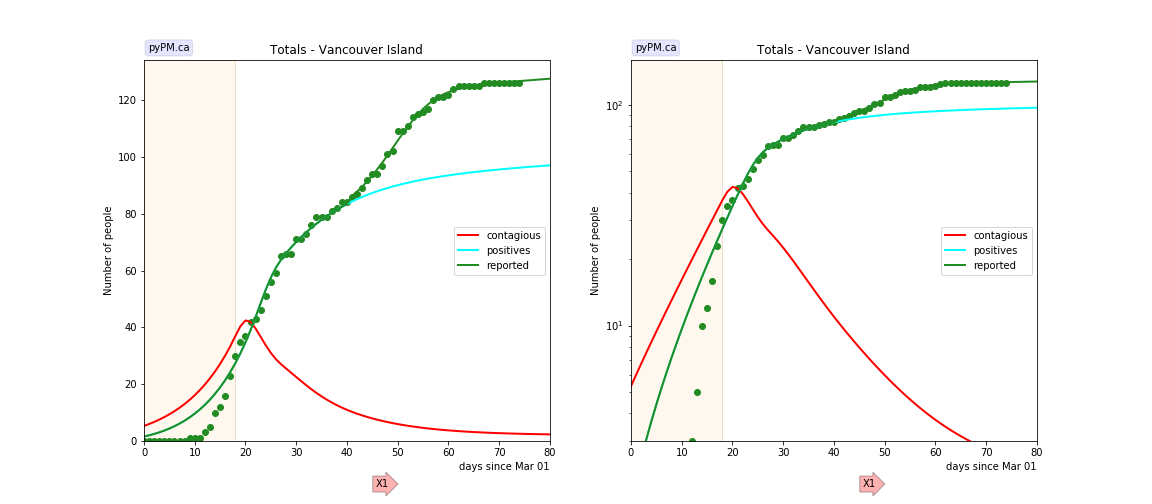 pyPM.ca
Totals - Vancouver Island
Number of people
120
100
80
60
40
20
0
contagious
positives
reported
0 10 20 30 40 50 60 70 80
days since Mar 01
X1
pyPM.ca
Totals - Vancouver Island
Number of people
10²
10¹
contagious
positives
reported
0 10 20 30 40 50 60 70 80
days since Mar 01
X1